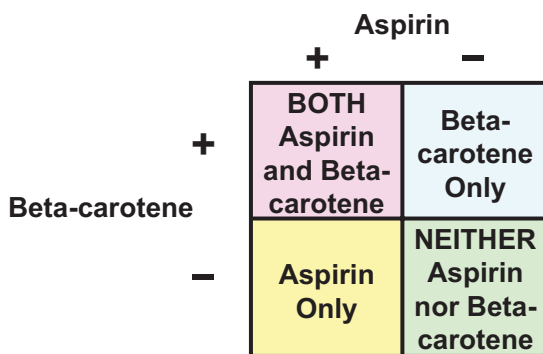 Aspirin
+ −
+
BOTH
Aspirin
and Beta-
carotene
Beta-
carotene
Only
Beta-carotene
−
Aspirin
Only
NEITHER
Aspirin
nor Beta-
carotene